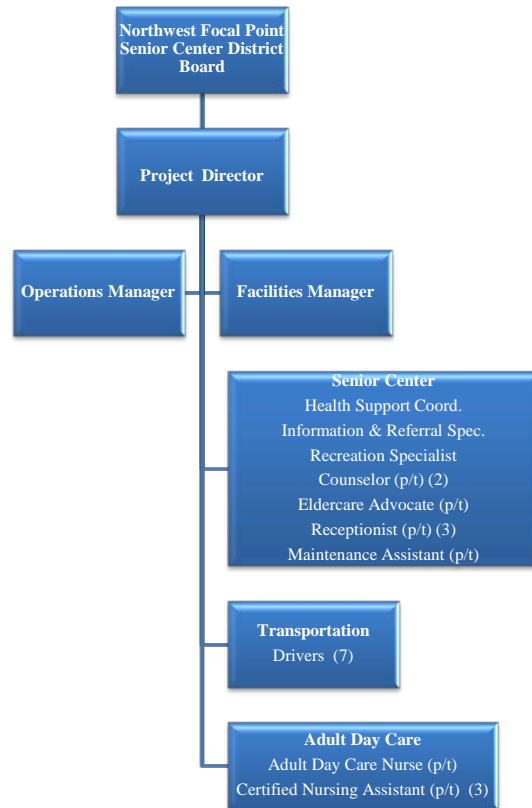 Northwest Focal Point
Senior Center District
Board
Project Director
Operations Manager
Facilities Manager
Senior Center
Health Support Coord.
Information & Referral Spec.
Recreation Specialist
Counselor (p/t) (2)
Eldercare Advocate (p/t)
Receptionist (p/t) (3)
Maintenance Assistant (p/t)
Transportation
Drivers (7)
Adult Day Care
Adult Day Care Nurse (p/t)
Certified Nursing Assistant (p/t) (3)